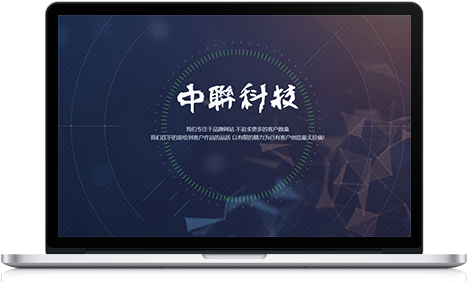 中聯科技
我们专注于品牌网站 不追求更多的客户数量
我们在乎的是给到客户作品的品质 以有限的精力为已有客户创造最大价值!